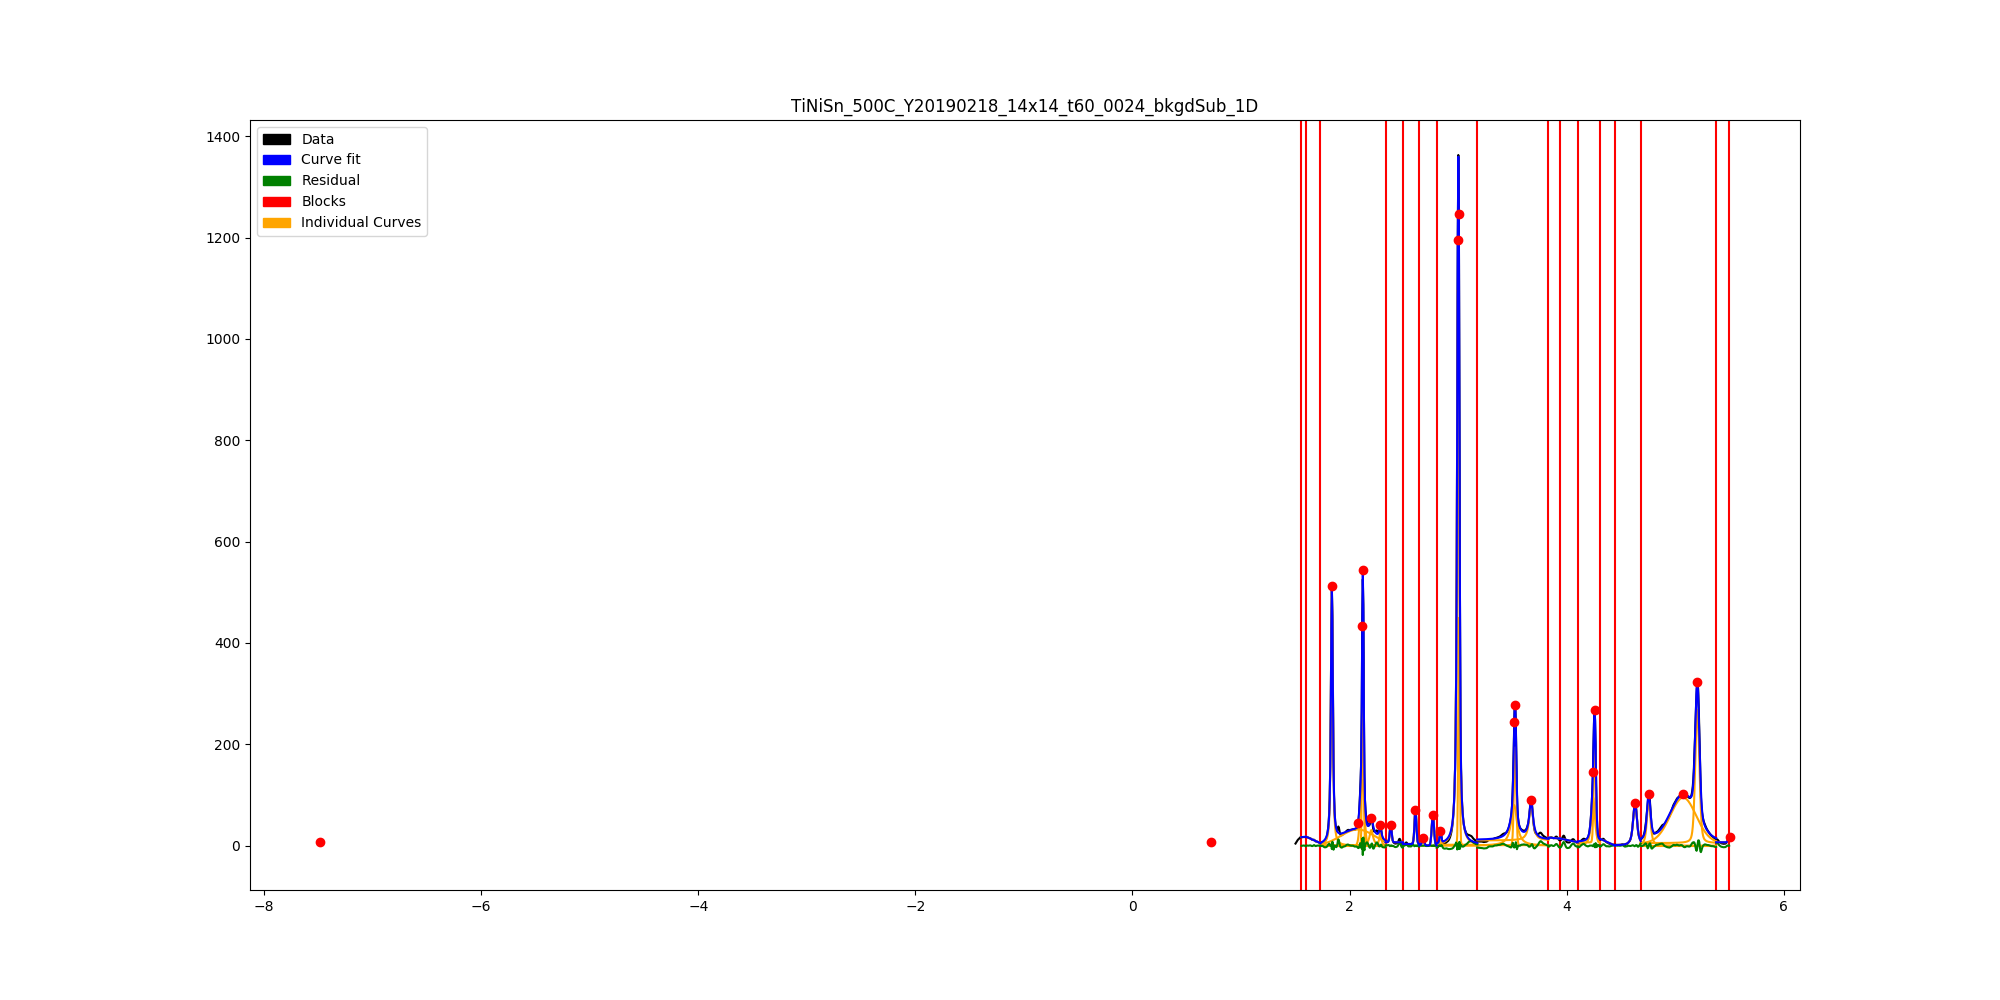 TiNiSn_500C_Y20190218_14x14_t60_0024_bkgdSub_1D
1400
1200
1000
800
600
400
200
0
Data
Curve fit
Residual
Blocks
Individual Curves
−8
−6
−4
−2
0
2
4
6